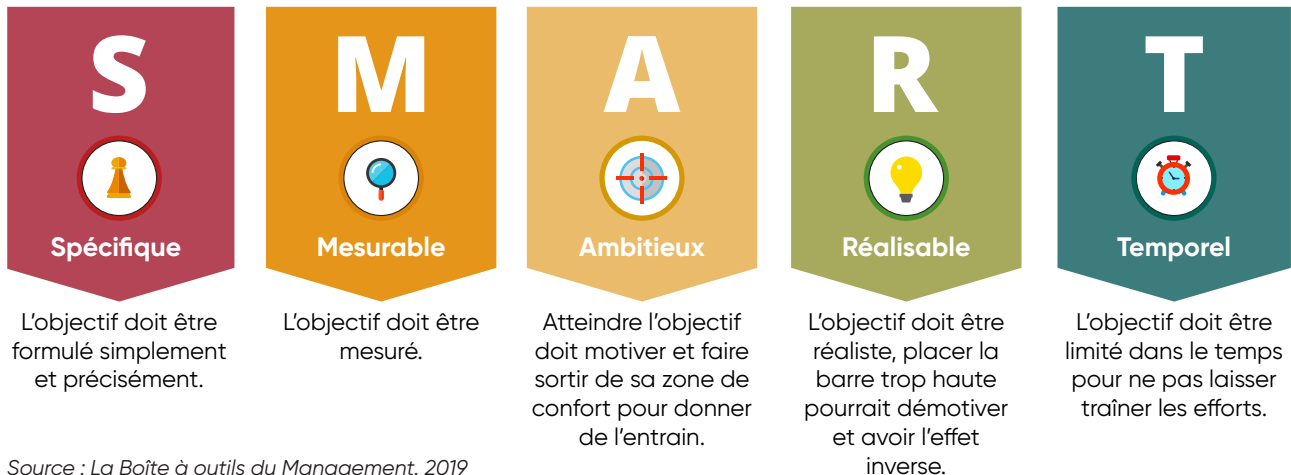 S
Spécifique
L'objectif doit être
formulé simplement
et précisément.
M
Mesurable
L'objectif doit être
mesuré.
A
Ambitieux
Atteindre l'objectif
doit motiver et faire
sortir de sa zone de
confort pour donner
de l'entrain.
R
Réalisable
L'objectif doit être
réaliste, placer la
barre trop haute
pourrait démotiver
et avoir l'effet
inverse.
T
Temporel
L'objectif doit être
limité dans le temps
pour ne pas laisser
traîner les efforts.
Source : La Boîte à outils du Management, 2019